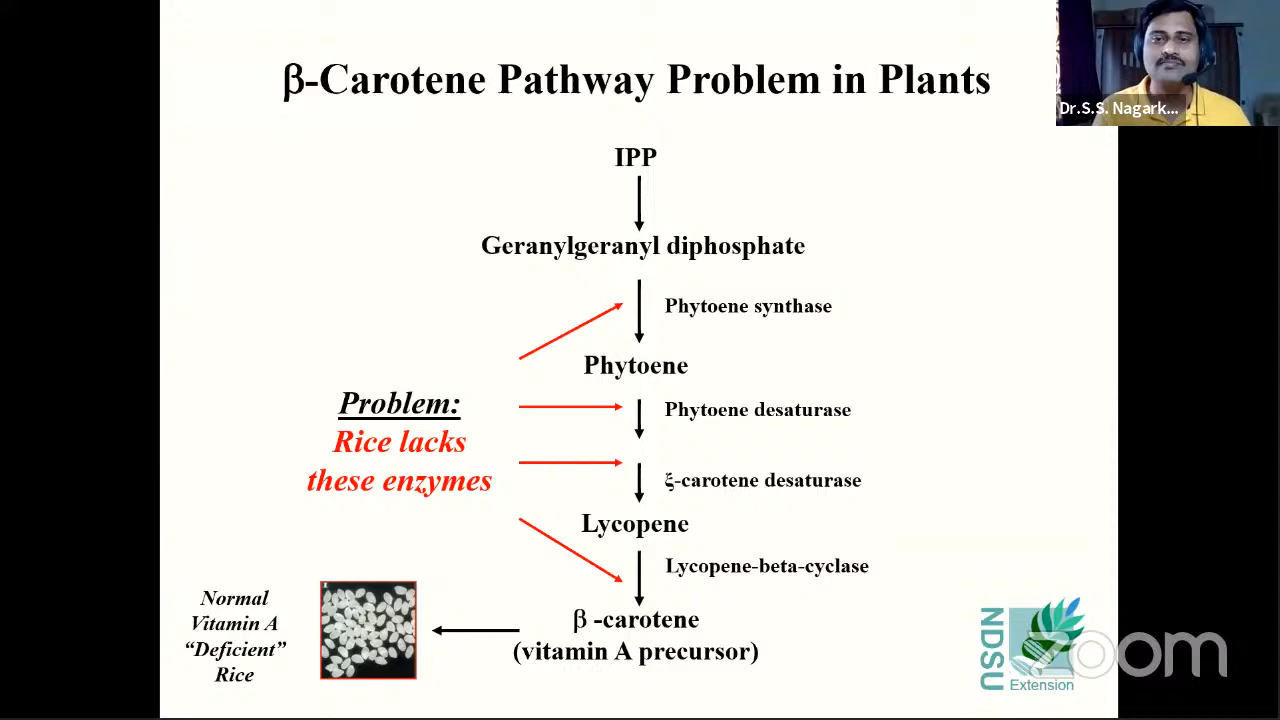 β-Carotene Pathway Problem in Plants
Dr.S.S. Nagark...
IPP
Geranylgeranyl diphosphate
Phytoene synthase
Phytoene
Problem:
Rice lacks
these enzymes
Phytoene desaturase
ξ-carotene desaturase
Lycopene
Lycopene-beta-cyclase
Normal
Vitamin A
“Deficient”
Rice
β -carotene
(vitamin A precursor)
NDSU
Extension
zoom